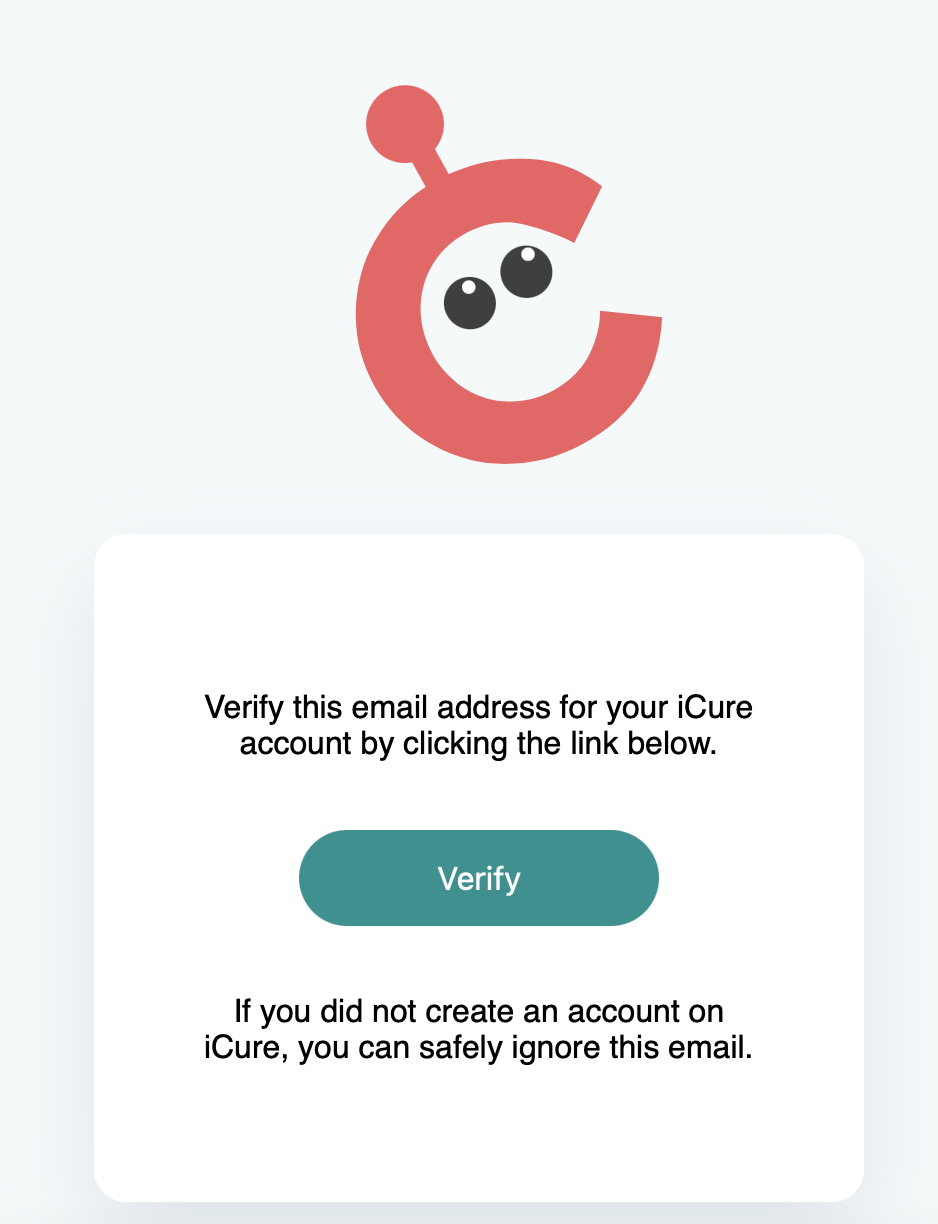 Verify this email address for your iCure
account by clicking the link below.
Verify
If you did not create an account on
iCure, you can safely ignore this email.